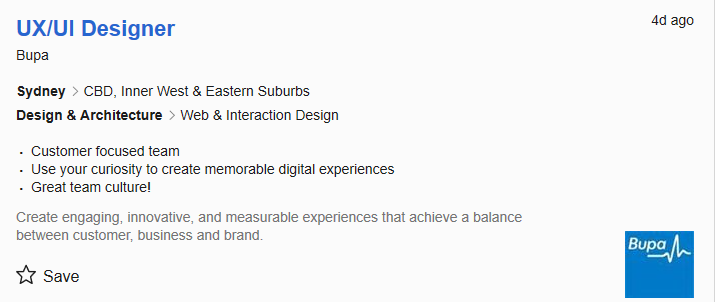 UX/UI Designer
4d ago
Bupa
Sydney > CBD, Inner West & Eastern Suburbs
Design & Architecture > Web & Interaction Design
• Customer focused team
• Use your curiosity to create memorable digital experiences
• Great team culture!
Create engaging, innovative, and measurable experiences that achieve a balance
between customer, business and brand.
Bupa
Save